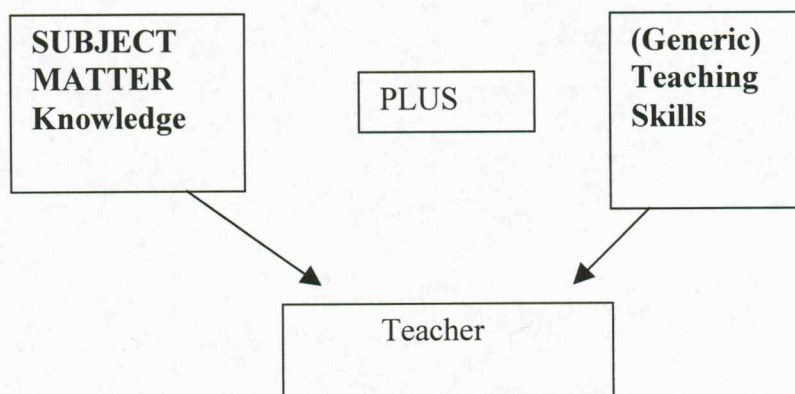 SUBJECT
MATTER
Knowledge
PLUS
(Generic)
Teaching
Skills
Teacher